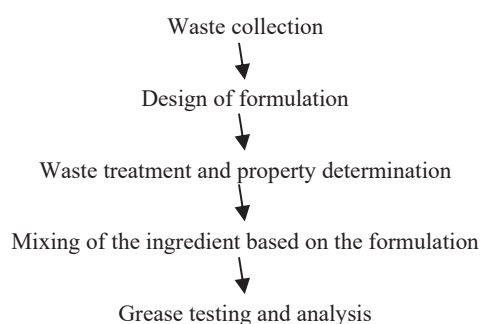 Waste collection
Design of formulation
Waste treatment and property determination
Mixing of the ingredient based on the formulation
Grease testing and analysis